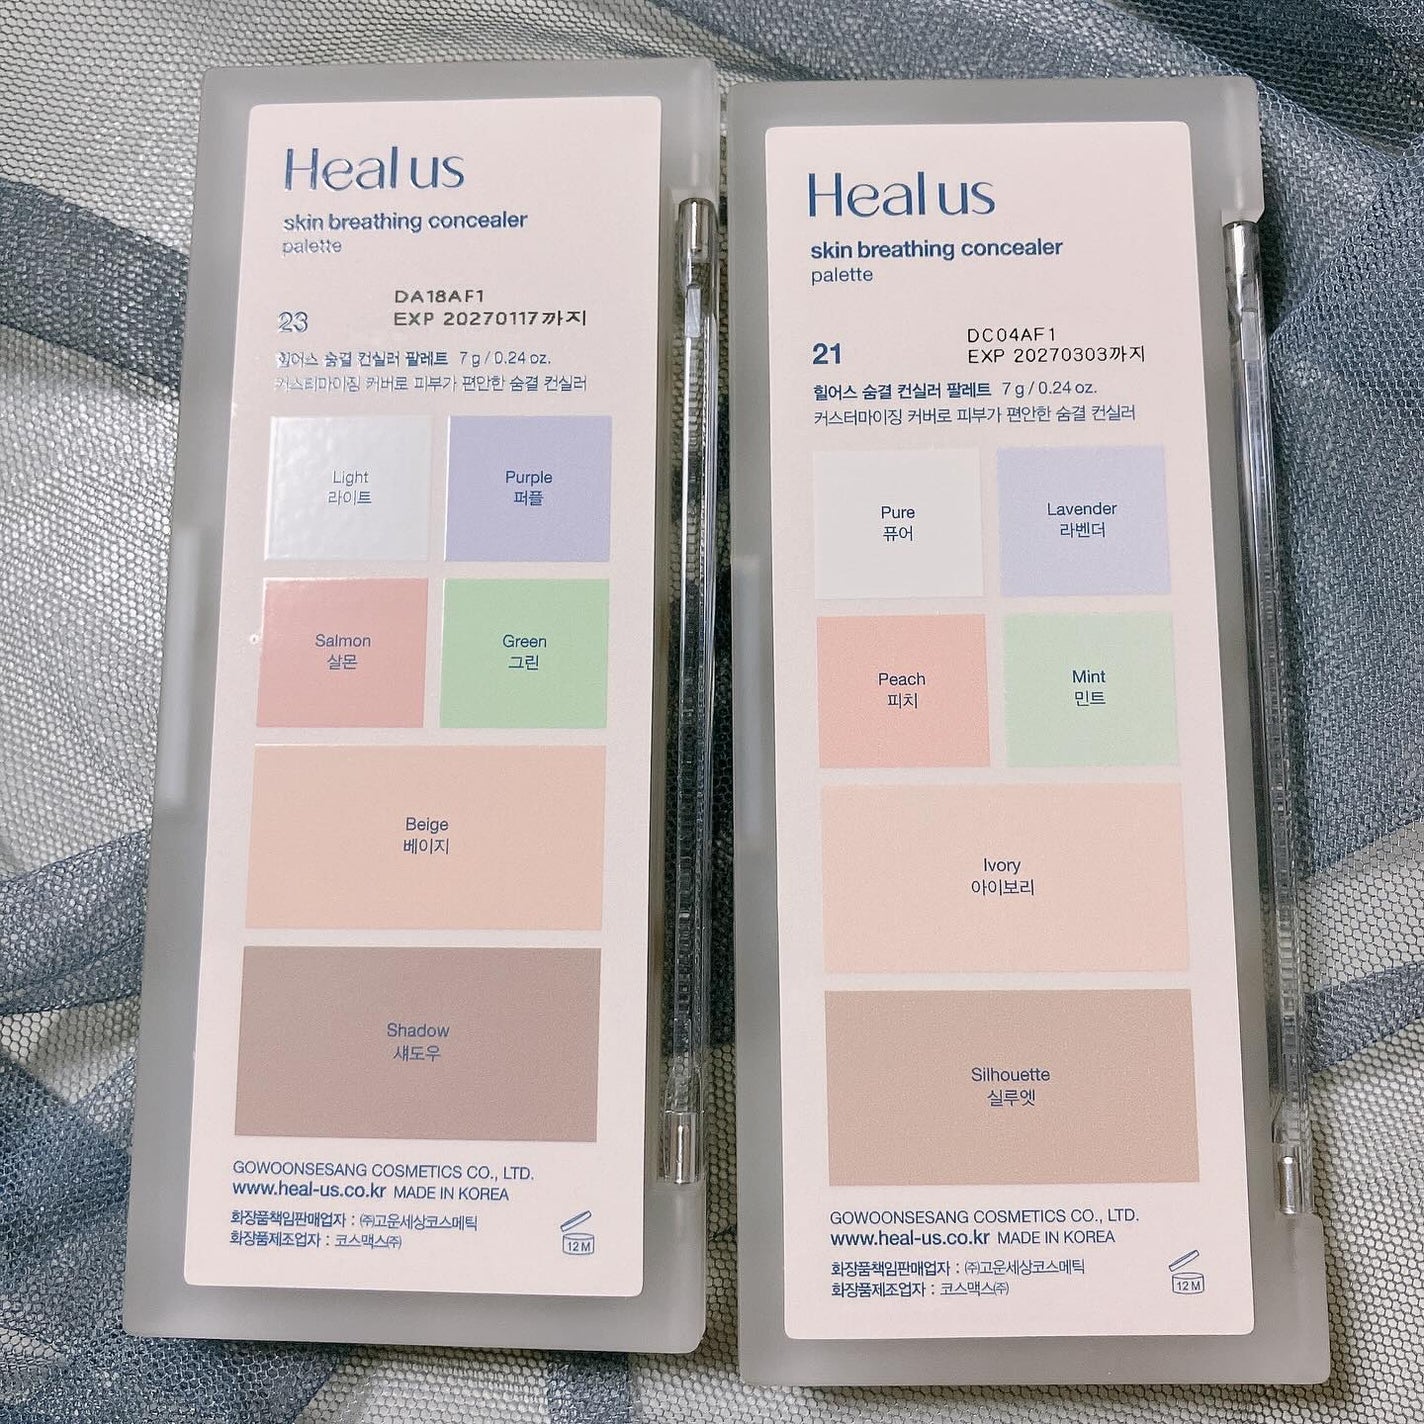 Heal us
skin breathing concealer
palette
DA18AF1
23
EXP 20270117까지
힐어스 숨결 컨실러 팔레트 7g / 0.24 oz.
커스터마이징 커버로 피부가 편안한 숨결 컨실러
Light
라이트
Purple
퍼플
Salmon
살몬
Green
그린
Beige
베이지
Shadow
섀도우
GOWOONSESANG COSMETICS CO., LTD.
www.heal-us.co.kr MADE IN KOREA
화장품책임판매업자 : ㈜고운세상코스메틱
화장품제조업자 : 코스맥스㈜
12M
Heal us
skin breathing concealer
palette
DC04AF1
21
EXP 20270303까지
힐어스 숨결 컨실러 팔레트 7g / 0.24 oz.
커스터마이징 커버로 피부가 편안한 숨결 컨실러
Pure
퓨어
Lavender
라벤더
Peach
피치
Mint
민트
Ivory
아이보리
Silhouette
실루엣
GOWOONSESANG COSMETICS CO., LTD.
www.heal-us.co.kr MADE IN KOREA
화장품책임판매업자 : ㈜고운세상코스메틱
화장품제조업자 : 코스맥스㈜
12M